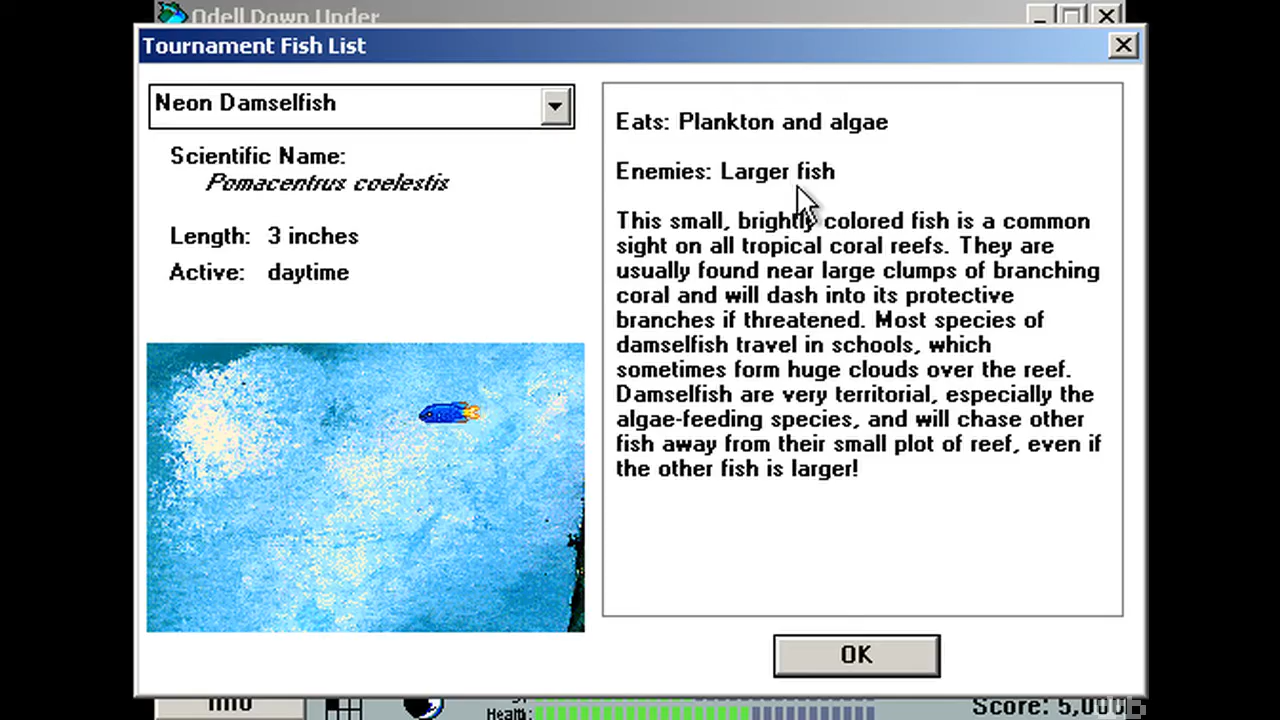 Odell Down Under
Tournament Fish List
Neon Damselfish
Scientific Name:
Pomacentrus coelestis
Length: 3 inches
Active: daytime
Eats: Plankton and algae
Enemies: Larger fish
This small, brightly colored fish is a common
sight on all tropical coral reefs. They are
usually found near large clumps of branching
coral and will dash into its protective
branches if threatened. Most species of
damselfish travel in schools, which
sometimes form huge clouds over the reef.
Damselfish are very territorial, especially the
algae-feeding species, and will chase other
fish away from their small plot of reef, even if
the other fish is larger!
OK
Info
Health:
Score: 5,000